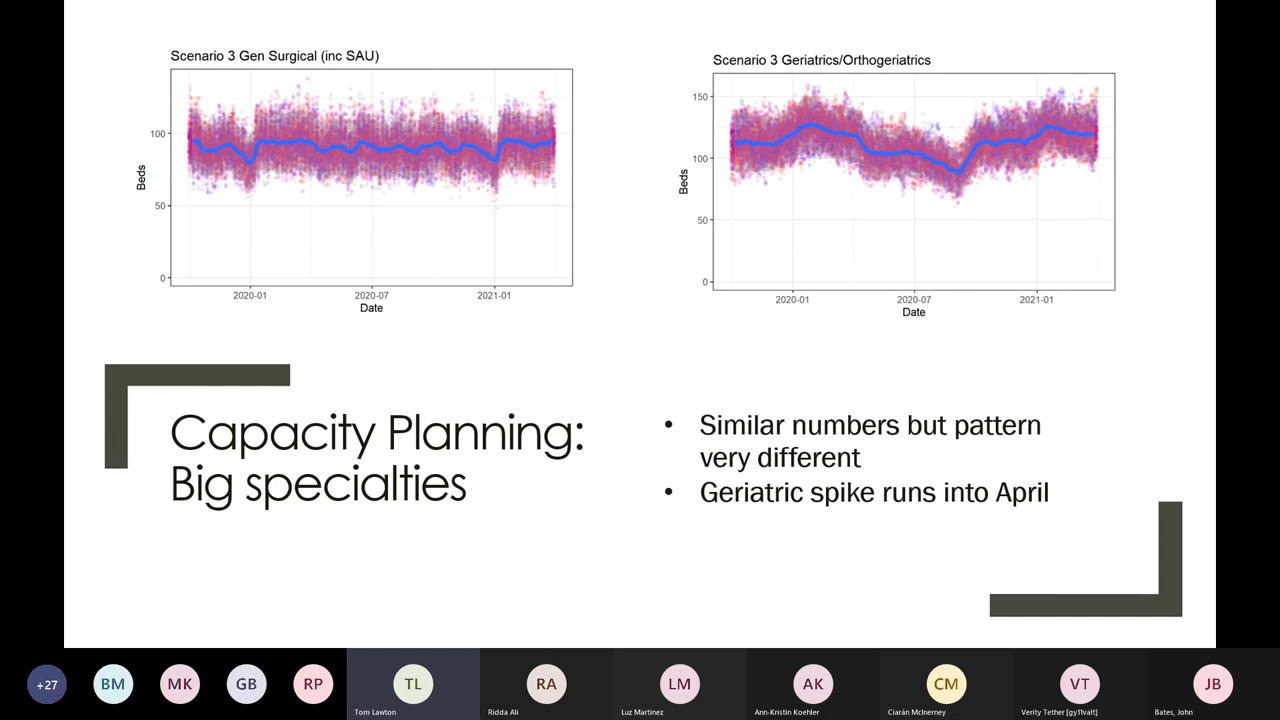 Scenario 3 Gen Surgical (inc SAU)
100
50
0
Beds
2020-01
2020-07
2021-01
Date
Scenario 3 Geriatrics/Orthogeriatrics
150
100
50
0
Beds
2020-01
2020-07
2021-01
Date
Capacity Planning:
Big specialties
• Similar numbers but pattern
very different
• Geriatric spike runs into April
+27
BM
MK
GB
RP
TL
Tom Lawton
RA
Ridda Ali
LM
Luz Martinez
AK
Ann-Kristin Koehler
CM
Ciarán McInerney
VT
Verity Tether [gy11valt]
JB
Bates, John